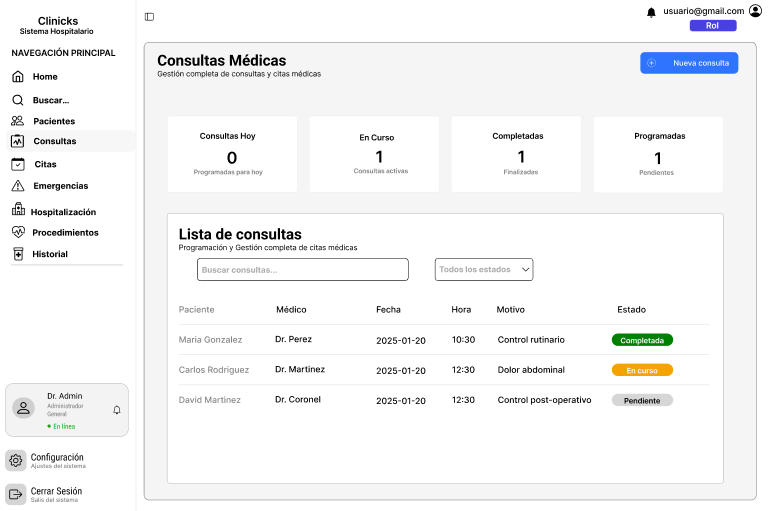 Clinicks
Sistema Hospitalario
NAVEGACIÓN PRINCIPAL
Home
Buscar...
Pacientes
Consultas
Citas
Emergencias
Hospitalización
Procedimientos
Historial
Dr. Admin
Administrador
General
En línea
Configuración
Ajustes del sistema
Cerrar Sesión
Salis del sistema
usuario@gmail.com
Rol
Consultas Médicas
Gestión completa de consultas y citas médicas
Nueva consulta
Consultas Hoy
0
Programadas para hoy
En Curso
1
Consultas activas
Completadas
1
Finalizadas
Programadas
1
Pendientes
Lista de consultas
Programación y Gestión completa de citas médicas
Buscar consultas...
Todos los estados
Paciente Médico Fecha Hora Motivo Estado
Maria Gonzalez Dr. Perez 2025-01-20 10:30 Control rutinario Completada
Carlos Rodriguez Dr. Martinez 2025-01-20 12:30 Dolor abdominal En curso
David Martinez Dr. Coronel 2025-01-20 12:30 Control post-operativo Pendiente